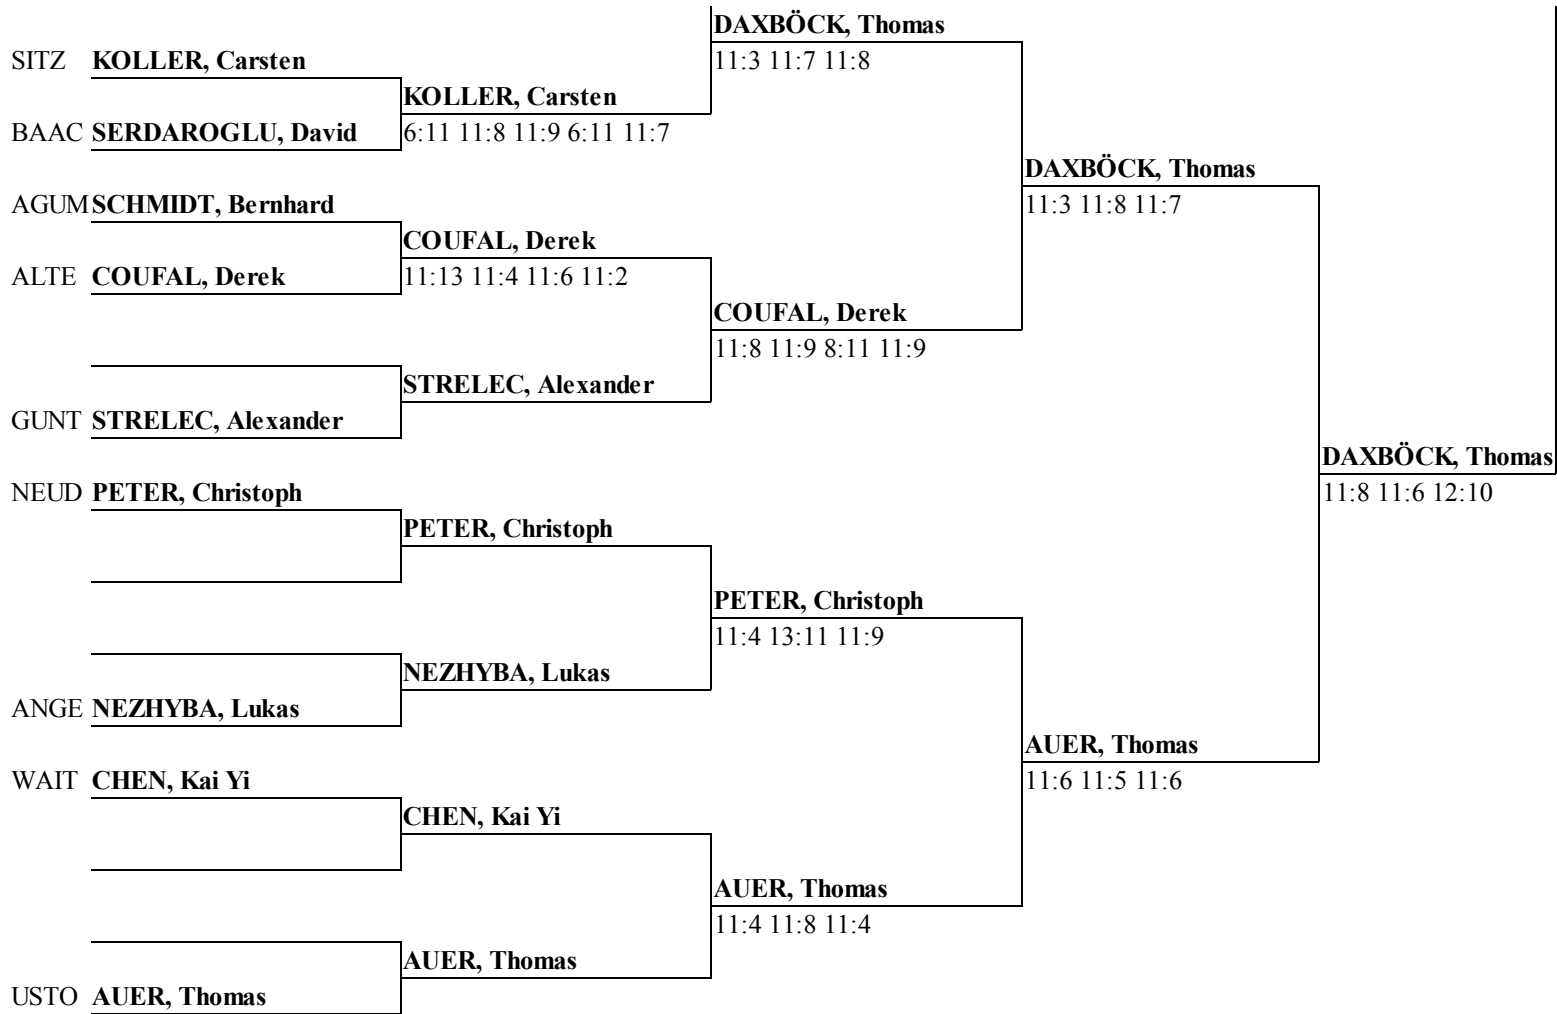 DAXBÖCK, Thomas
SITZ KOLLER, Carsten 11:3 11:7 11:8
KOLLER, Carsten
BAAC SERDAROGLU, David 6:11 11:8 11:9 6:11 11:7
DAXBÖCK, Thomas
AGUM SCHMIDT, Bernhard 11:3 11:8 11:7
COUFAL, Derek
ALTE COUFAL, Derek 11:13 11:4 11:6 11:2
COUFAL, Derek
11:8 11:9 8:11 11:9
STRELEC, Alexander
GUNT STRELEC, Alexander
DAXBÖCK, Thomas
NEUD PETER, Christoph 11:8 11:6 12:10
PETER, Christoph
PETER, Christoph
11:4 13:11 11:9
NEZHYBA, Lukas
ANGE NEZHYBA, Lukas
AUER, Thomas
WAIT CHEN, Kai Yi 11:6 11:5 11:6
CHEN, Kai Yi
AUER, Thomas
11:4 11:8 11:4
AUER, Thomas
USTO AUER, Thomas